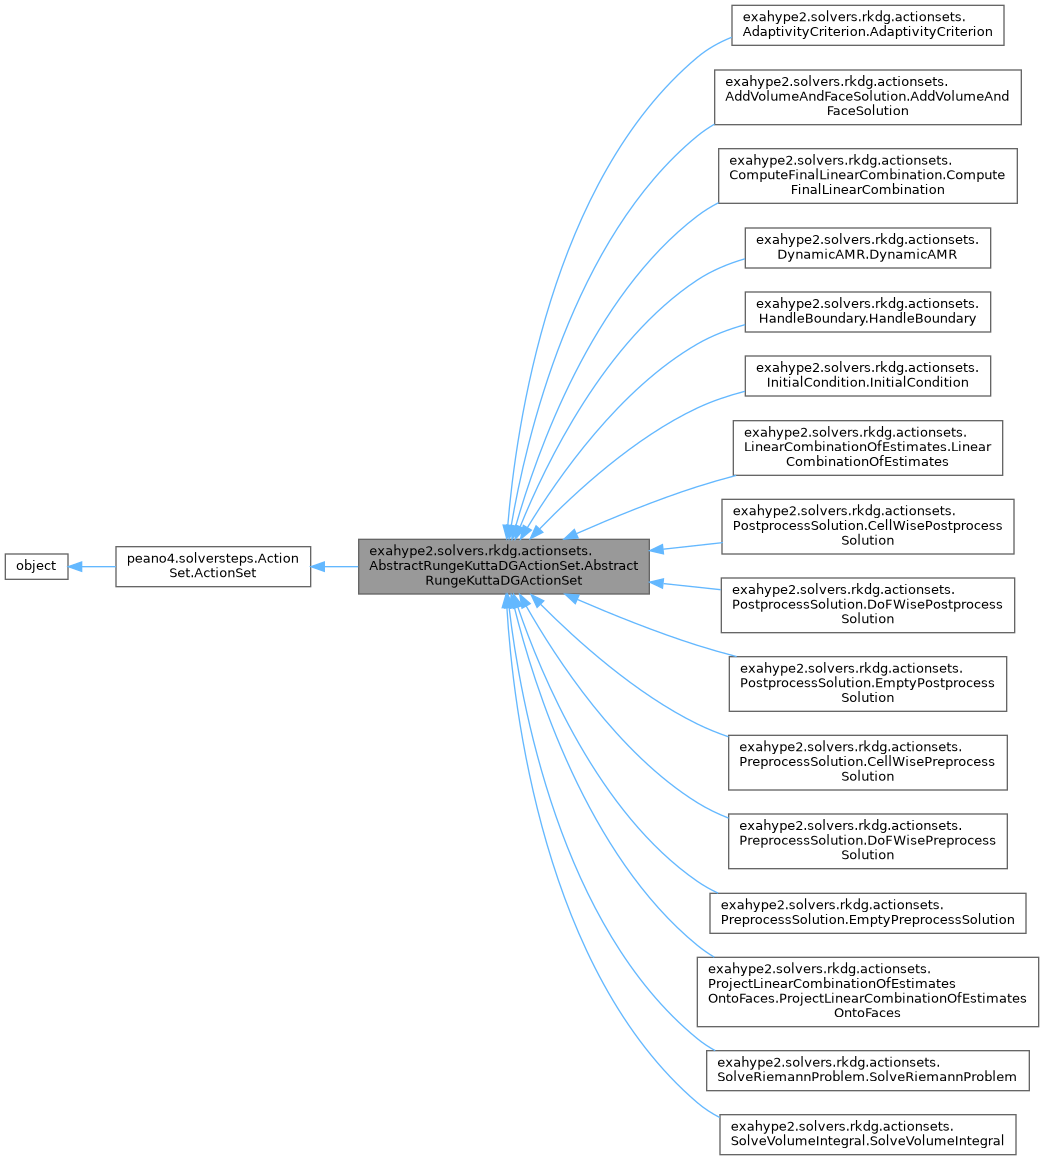 exahype2.solvers.rkdg.actionsets.
AdaptivityCriterion.AdaptivityCriterion
exahype2.solvers.rkdg.actionsets.
AddVolumeAndFaceSolution.AddVolumeAnd
FaceSolution
exahype2.solvers.rkdg.actionsets.
ComputeFinalLinearCombination.Compute
FinalLinearCombination
exahype2.solvers.rkdg.actionsets.
DynamicAMR.DynamicAMR
exahype2.solvers.rkdg.actionsets.
HandleBoundary.HandleBoundary
exahype2.solvers.rkdg.actionsets.
InitialCondition.InitialCondition
exahype2.solvers.rkdg.actionsets.
LinearCombinationOfEstimates.Linear
CombinationOfEstimates
exahype2.solvers.rkdg.actionsets.
PostprocessSolution.CellWisePostprocess
Solution
object
peano4.solversteps.Action
Set.ActionSet
exahype2.solvers.rkdg.actionsets.
AbstractRungeKuttaDGActionSet.Abstract
RungeKuttaDGActionSet
exahype2.solvers.rkdg.actionsets.
PostprocessSolution.DoFWisePostprocess
Solution
exahype2.solvers.rkdg.actionsets.
PostprocessSolution.EmptyPostprocess
Solution
exahype2.solvers.rkdg.actionsets.
PreprocessSolution.CellWisePreprocess
Solution
exahype2.solvers.rkdg.actionsets.
PreprocessSolution.DoFWisePreprocess
Solution
exahype2.solvers.rkdg.actionsets.
PreprocessSolution.EmptyPreprocessSolution
exahype2.solvers.rkdg.actionsets.
ProjectLinearCombinationOfEstimates
OntoFaces.ProjectLinearCombinationOfEstimates
OntoFaces
exahype2.solvers.rkdg.actionsets.
SolveRiemannProblem.SolveRiemannProblem
exahype2.solvers.rkdg.actionsets.
SolveVolumeIntegral.SolveVolumeIntegral